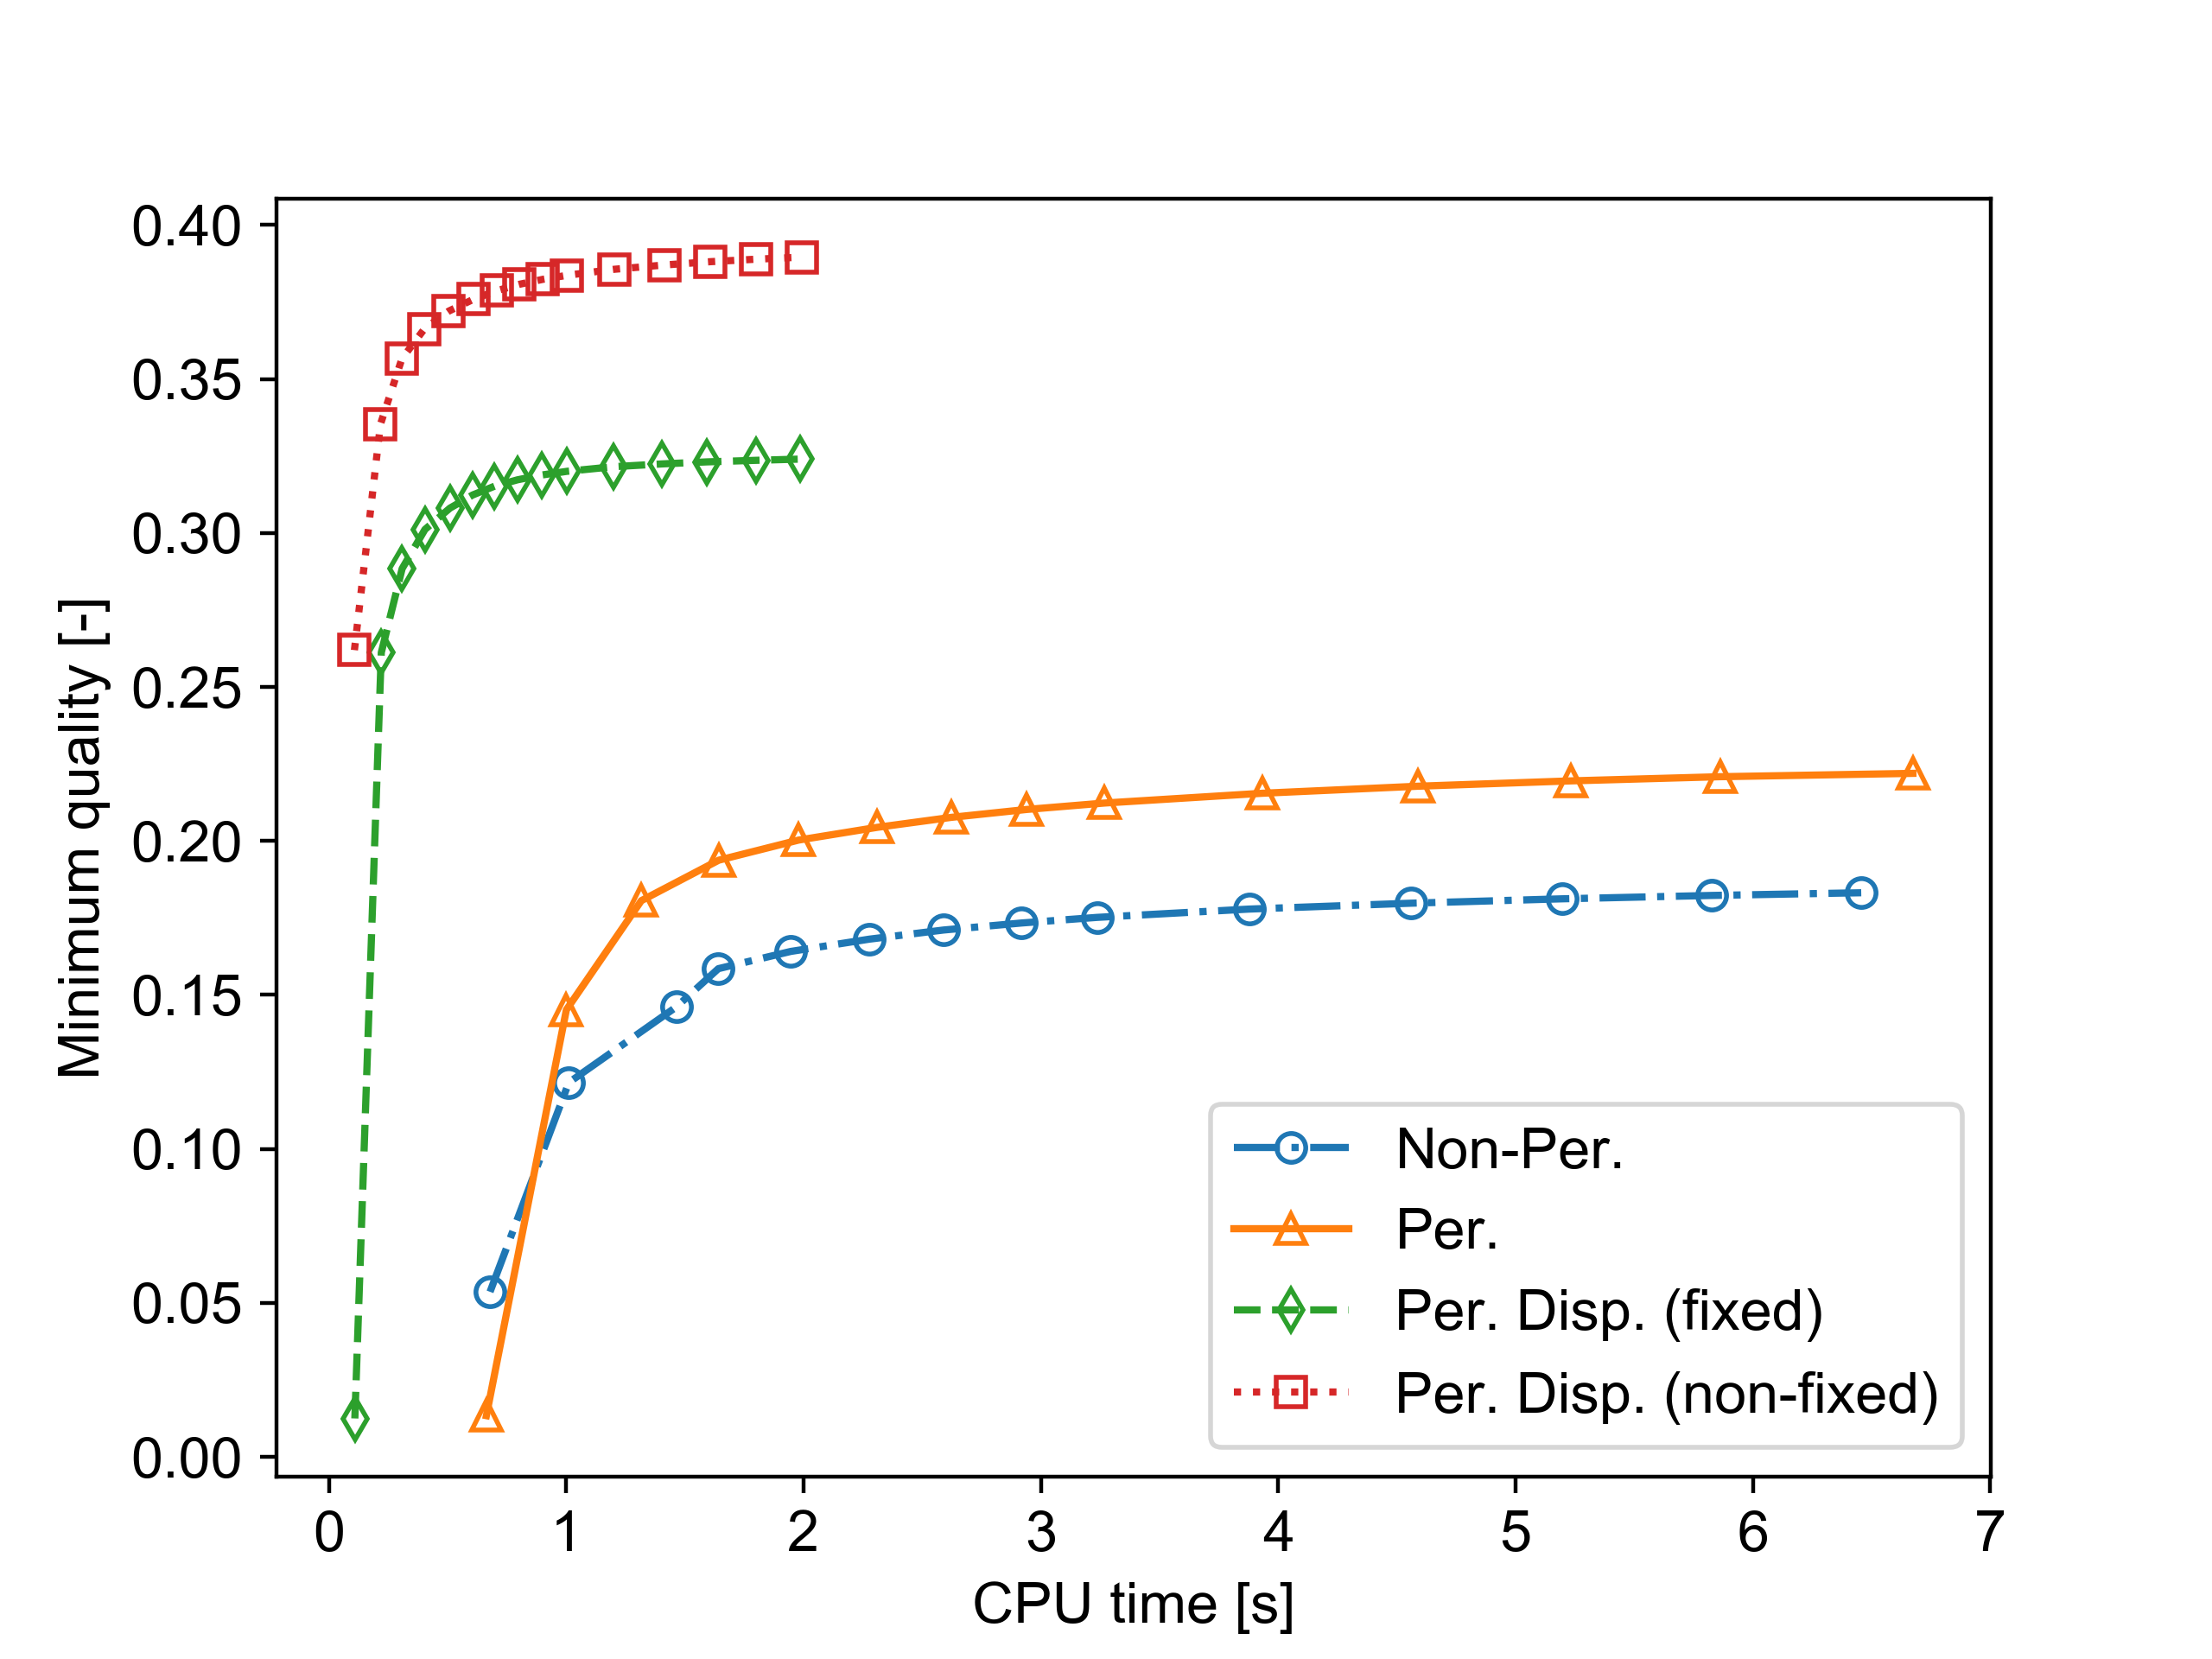 0.40
0.35
0.30
0.25
0.20
0.15
0.10
0.05
0.00
Minimum quality [-]
Non-Per.
Per.
Per. Disp. (fixed)
Per. Disp. (non-fixed)
0 1 2 3 4 5 6 7
CPU time [s]